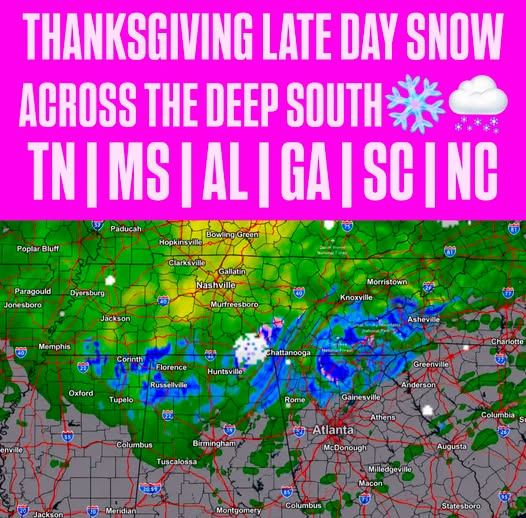 THANKSGIVING LATE DAY SNOW
ACROSS THE DEEP SOUTH❄️🌨️
TN | MS | AL | GA | SC | NC
Paducah
Poplar Bluff
Hopkinsville
Bowling Green
Clarksville
Gallatin
Nashville
Paragould
Dyersburg
Morristown
Jonesboro
Murfreesboro
Knoxville
Jackson
Asheville
Memphis
Charlotte
Corinth
Chattanooga
Florence
Huntsville
Greenville
Russellville
Anderson
Oxford
Tupelo
Rome
Gainesville
Athens
Columbia
Atlanta
Columbus
Birmingham
McDonough
Augusta
Tuscaloosa
Milledgeville
Macon
Jackson
Meridian
Montgomery
Columbus
Statesboro